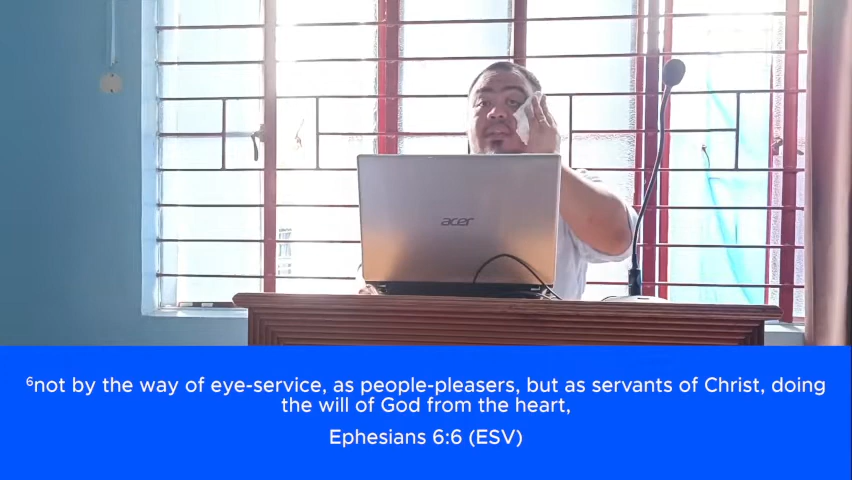 acer
⁶not by the way of eye-service, as people-pleasers, but as servants of Christ, doing
the will of God from the heart,
Ephesians 6:6 (ESV)